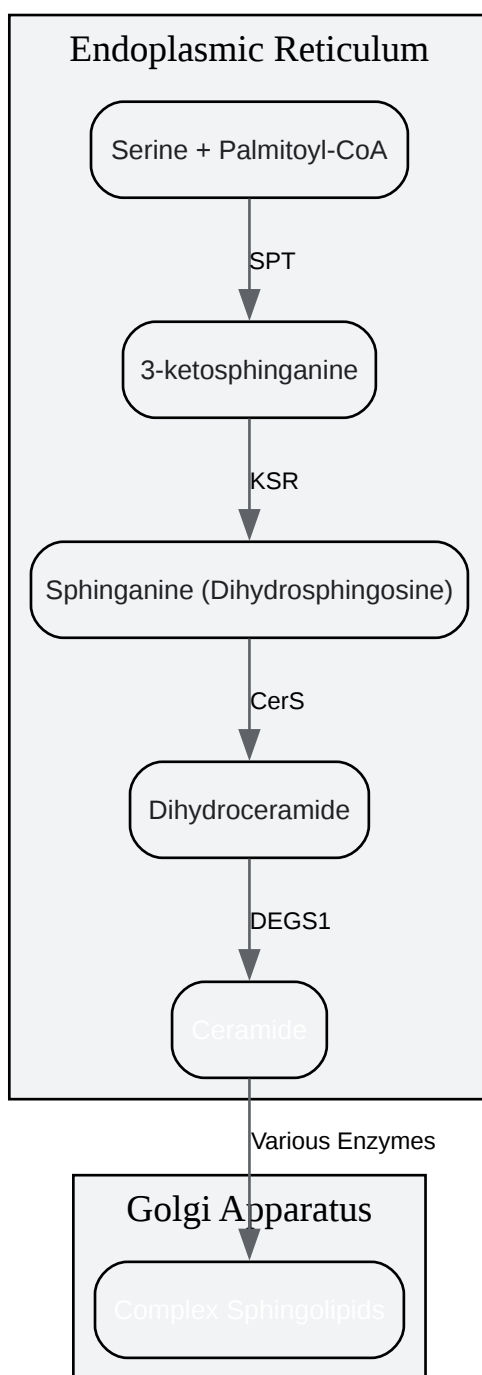 Endoplasmic Reticulum
Serine + Palmitoyl-CoA
SPT
3-ketosphinganine
KSR
Sphinganine (Dihydrosphingosine)
CerS
Dihydroceramide
DEGS1
Ceramide
Various Enzymes
Golgi Apparatus
Complex Sphingolipids